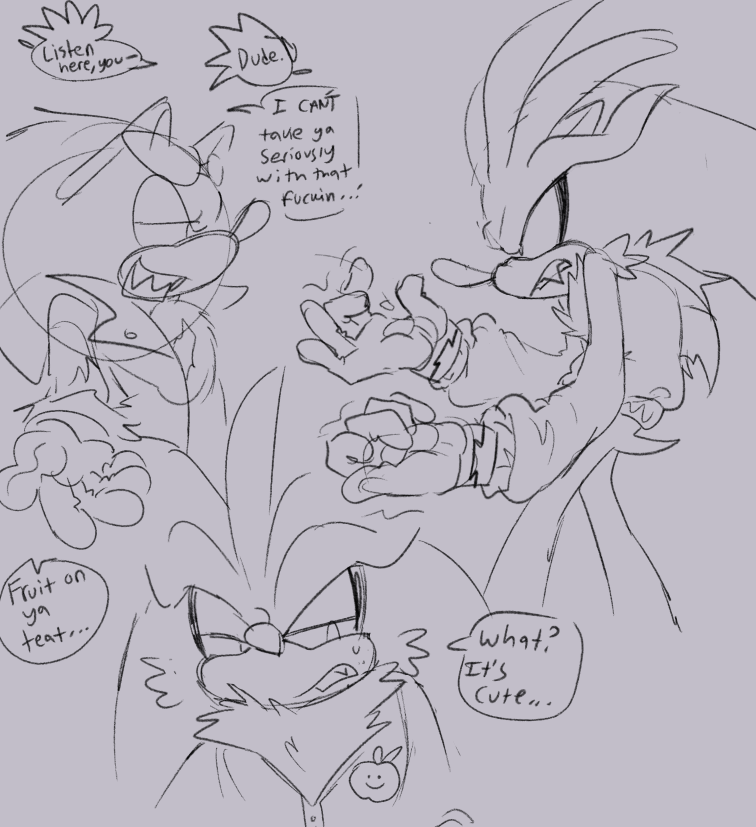 Listen
here, you—
Dude.
I CAN'T
take ya
seriously
with that
fuckin...
Fruit on
ya
teat...
What?
It's
cute...